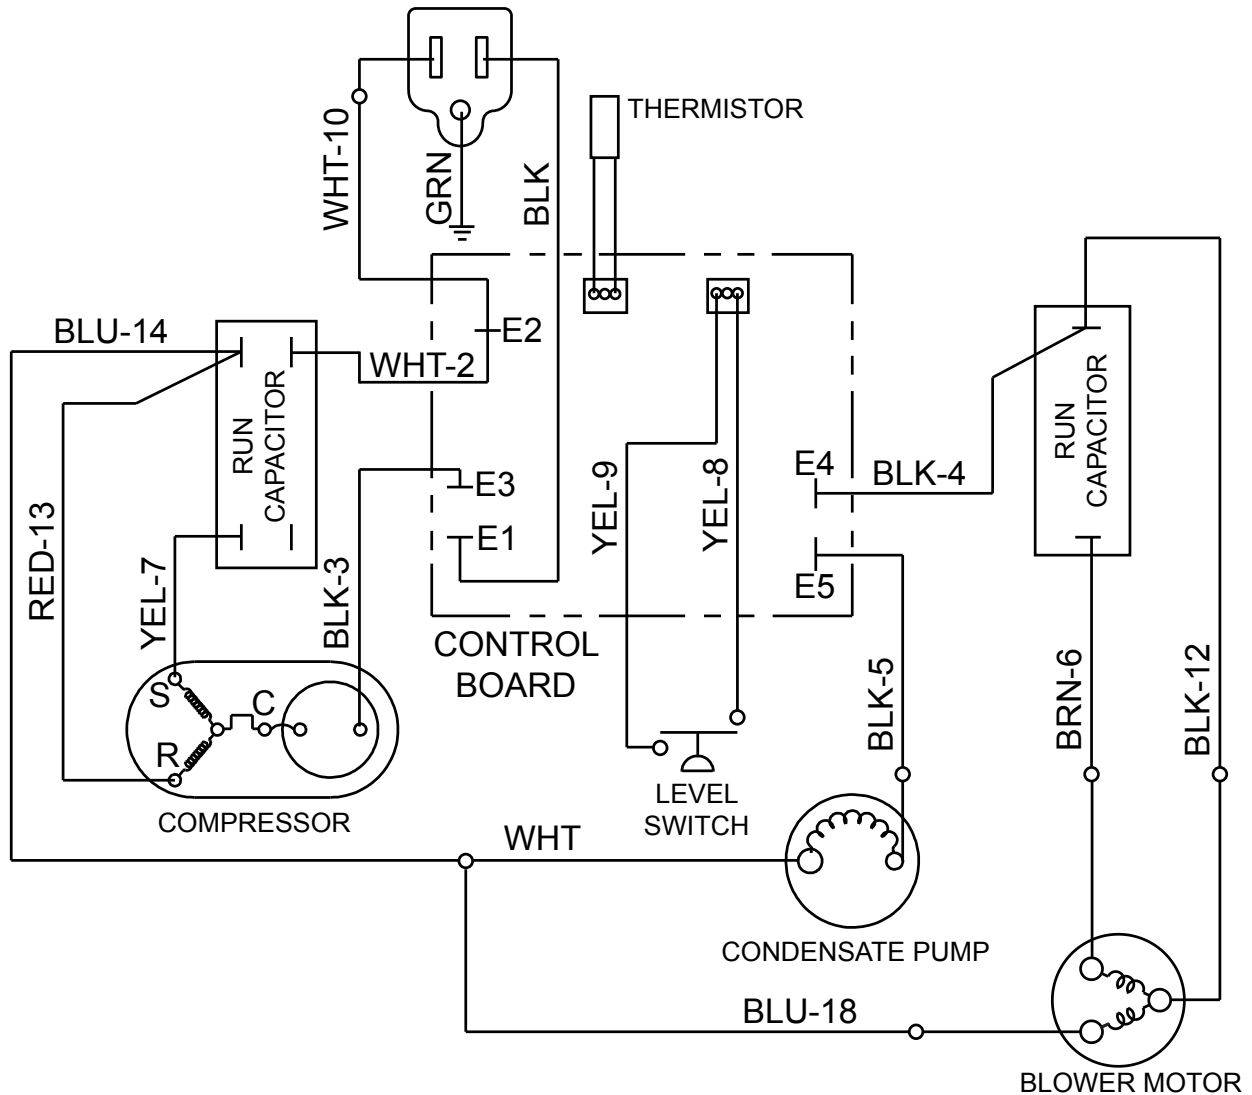 THERMISTOR
WHT-10
GRN
BLK
BLU-14
E2
WHT-2
RUN
CAPACITOR
RUN
CAPACITOR
E4
BLK-4
E3
YEL-9
YEL-8
E1
RED-13
YEL-7
BLK-3
E5
CONTROL
BOARD
BLK-5
BRN-6
BLK-12
S
C
R
LEVEL
SWITCH
COMPRESSOR
WHT
CONDENSATE PUMP
BLU-18
BLOWER MOTOR